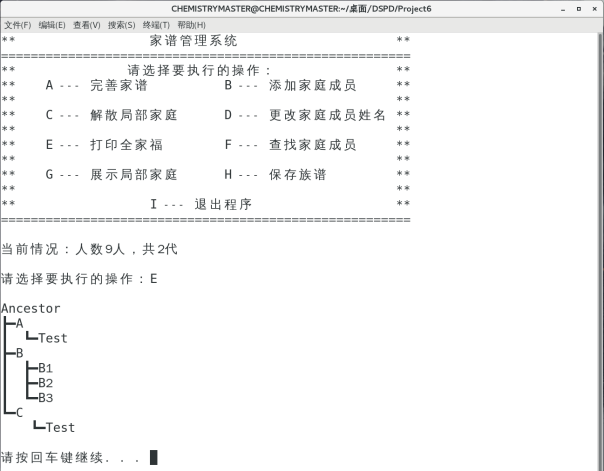 CHEMISTRYMASTER@CHEMISTRYMASTER:~/桌面/DSPD/Project6
文件(F) 编辑(E) 查看(V) 搜索(S) 终端(T) 帮助(H)
** 家谱管理系统 **
=======================================================
** 请选择要执行的操作： **
** A --- 完善家谱 B --- 添加家庭成员 **
** **
** C --- 解散局部家庭 D --- 更改家庭成员姓名 **
** **
** E --- 打印全家福 F --- 查找家庭成员 **
** **
** G --- 展示局部家庭 H --- 保存族谱 **
** **
** I --- 退出程序 **
=======================================================
当前情况：人数9人，共2代
请选择要执行的操作：E
Ancestor
┣━A
┃ ┗━Test
┣━B
┃ ┣━B1
┃ ┣━B2
┃ ┗━B3
┗━C
┗━Test
请按回车键继续. . .